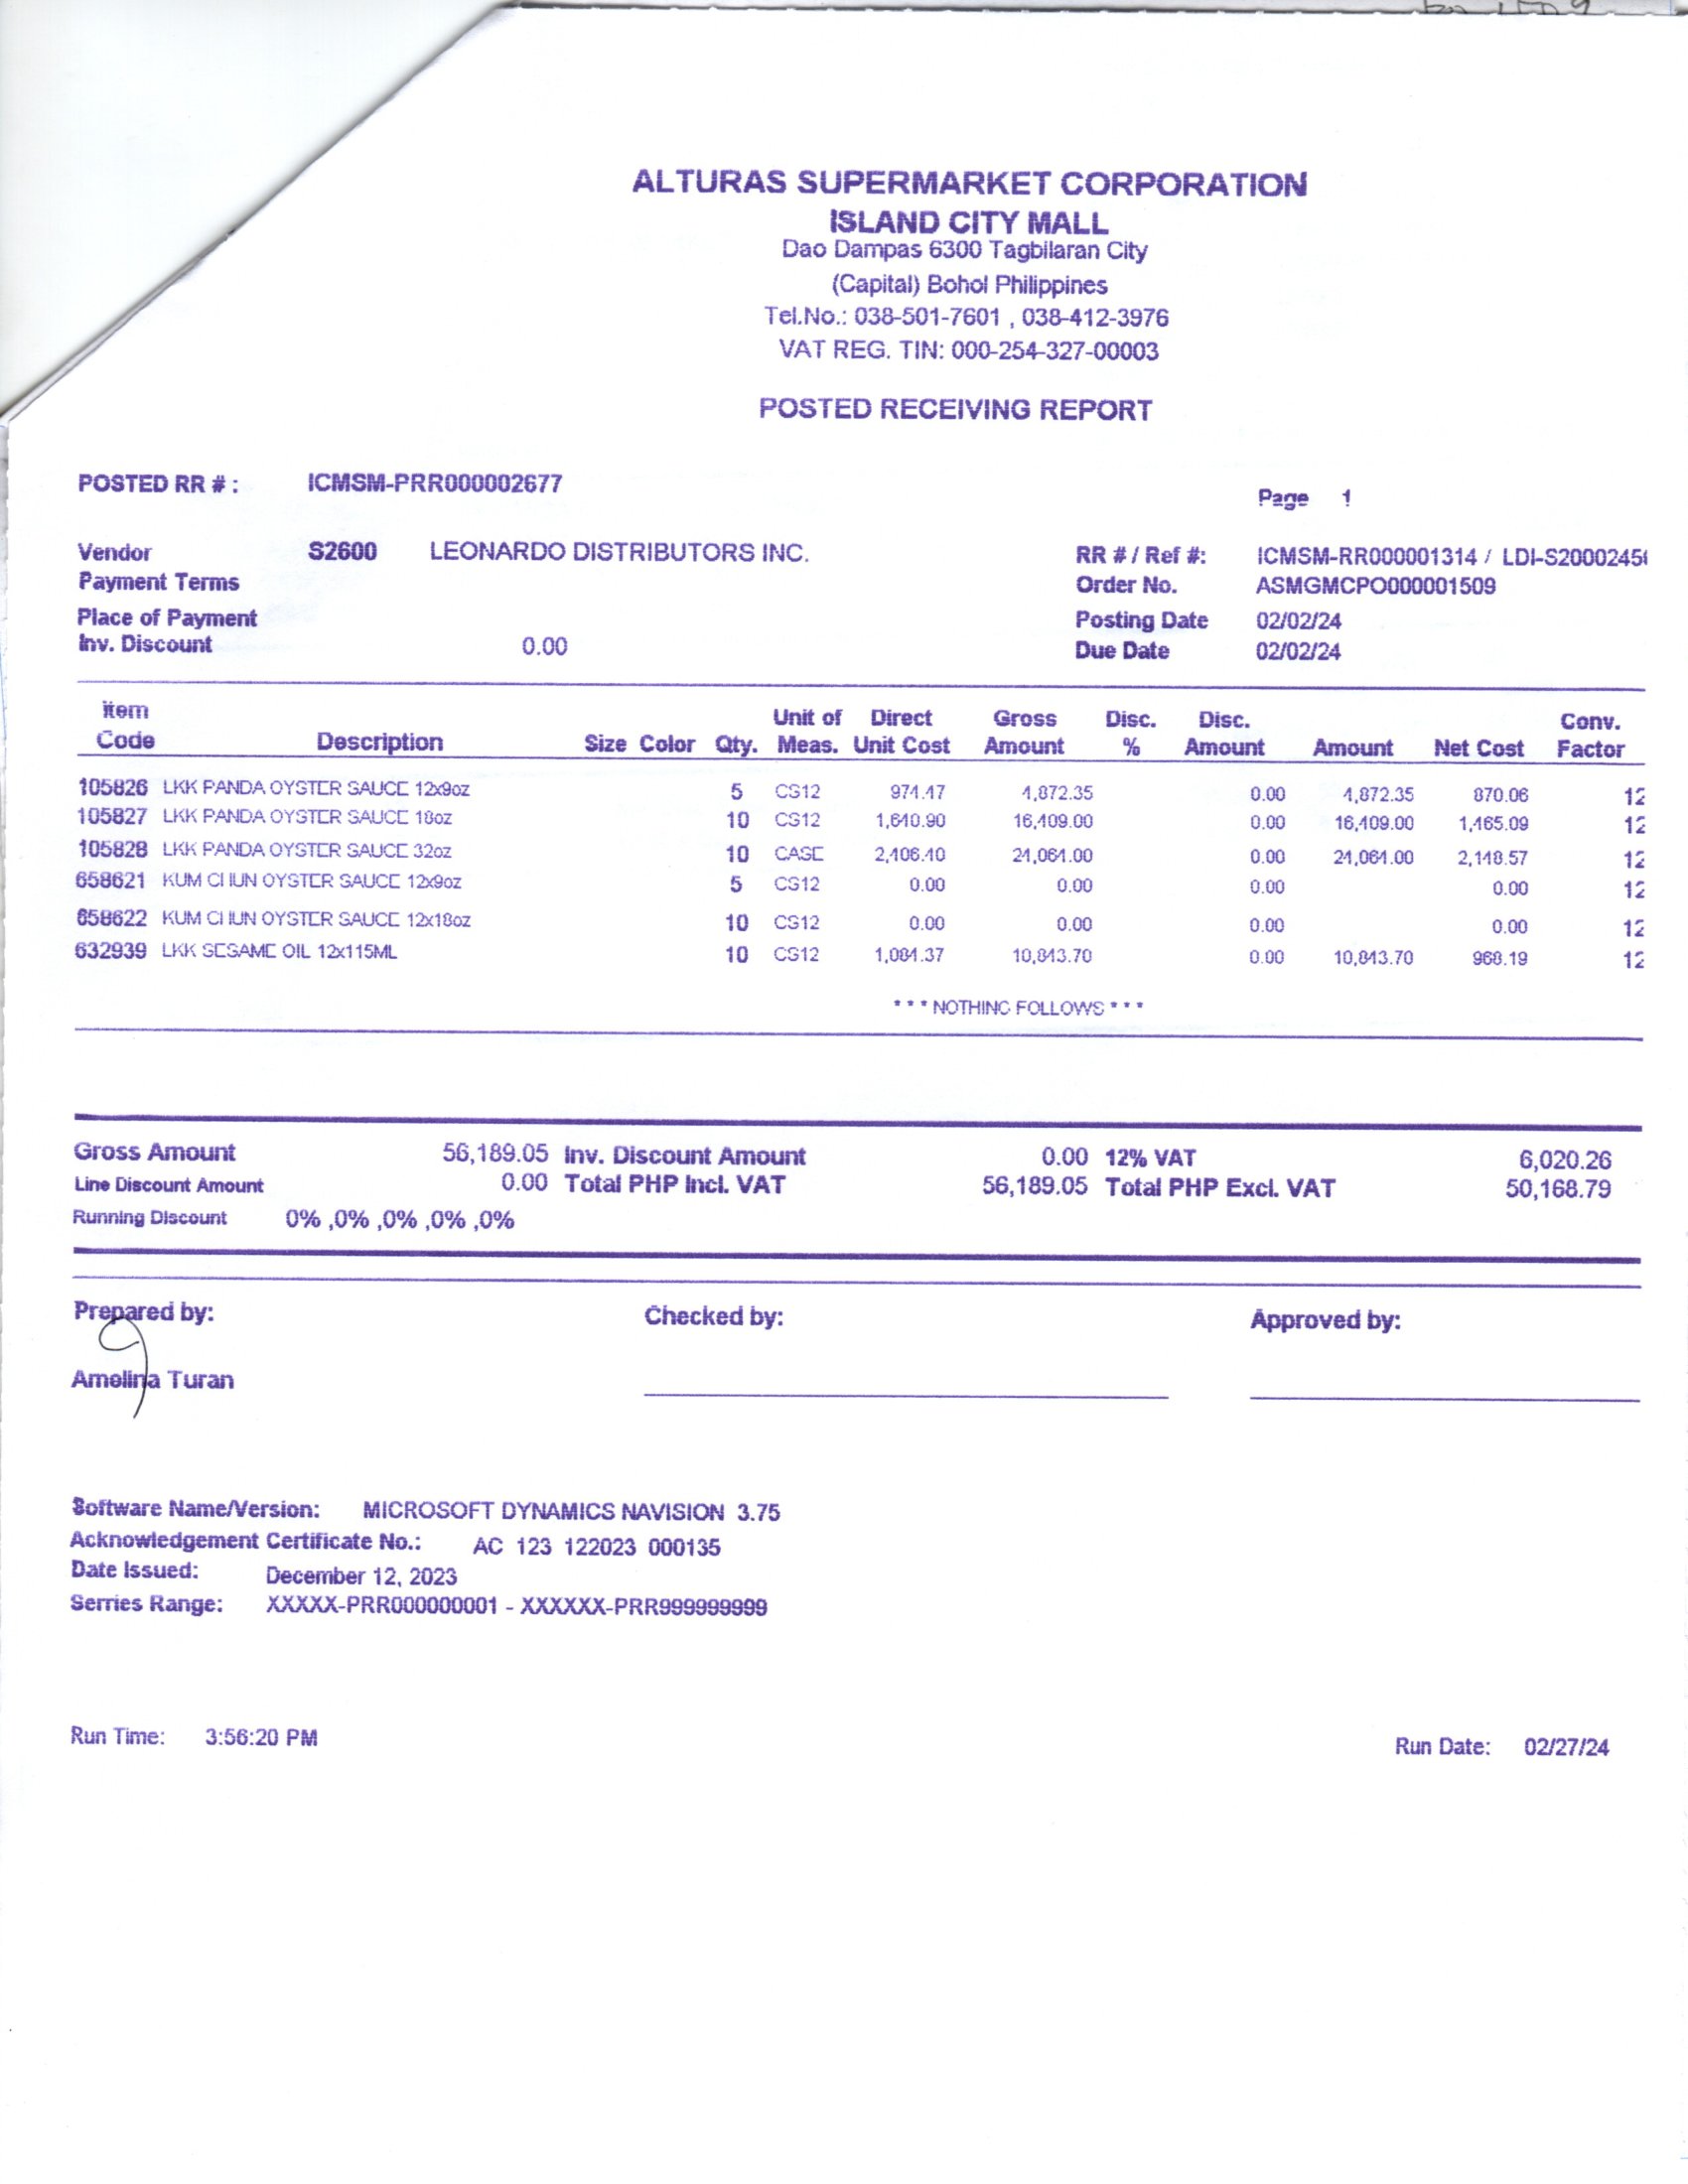 ALTURAS SUPERMARKET CORPORATION
ISLAND CITY MALL
Dao Dampas 6300 Tagbilaran City
(Capital) Bohol Philippines
Tel.No.: 038-501-7601 , 038-412-3976
VAT REG. TIN: 000-254-327-00003
POSTED RECEIVING REPORT
POSTED RR # : ICMSM-PRR000002677
Page 1
Vendor S2600 LEONARDO DISTRIBUTORS INC. RR # / Ref #: ICMSM-RR000001314 /
Payment Terms Order No. ASMGMCPO000001509
Place of Payment Posting Date 02/02/24
Inv. Discount 0.00 Due Date 02/02/24
Item Code Description Size Color Qty. Unit of Meas. Direct Unit Cost Gross Amount Disc. % Disc. Amount Amount Net Cost Conv. Factor
105826 LKK PANDA OYSTER SAUCE 12x9oz 5 CS12 974.47 4,872.35 0.00 4,872.35 870.06 12
105827 LKK PANDA OYSTER SAUCE 18oz 10 CS12 1,640.90 16,409.00 0.00 16,409.00 1,465.09 12
105828 LKK PANDA OYSTER SAUCE 32oz 10 CASE 2,406.40 24,064.00 0.00 24,064.00 2,148.57 12
658621 KUM CHUN OYSTER SAUCE 12x9oz 5 CS12 0.00 0.00 0.00 0.00 12
658622 KUM CHUN OYSTER SAUCE 12x18oz 10 CS12 0.00 0.00 0.00 0.00 12
632939 LKK SESAME OIL 12x115ML 10 CS12 1,084.37 10,843.70 0.00 10,843.70 968.19 12
* * * NOTHING FOLLOWS * * *
Gross Amount 56,189.05 Inv. Discount Amount 0.00 12% VAT 6,020.26
Line Discount Amount 0.00 Total PHP Incl. VAT 56,189.05 Total PHP Excl. VAT 50,168.79
Running Discount 0% ,0% ,0% ,0% ,0%
Prepared by: Checked by: Approved by:
Amelina Turan
Software Name/Version: MICROSOFT DYNAMICS NAVISION 3.75
Acknowledgement Certificate No.: AC 123 122023 000135
Date Issued: December 12, 2023
Serries Range: XXXXX-PRR000000001 - XXXXXX-PRR999999999
Run Time: 3:56:20 PM Run Date: 02/27/24